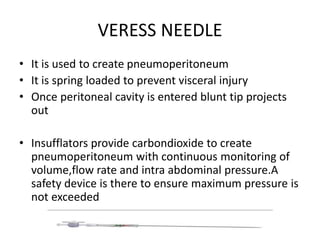 VERESS NEEDLE
• It is used to create pneumoperitoneum
• It is spring loaded to prevent visceral injury
• Once peritoneal cavity is entered blunt tip projects
out
• Insufflators provide carbondioxide to create
pneumoperitoneum with continuous monitoring of
volume,flow rate and intra abdominal pressure.A
safety device is there to ensure maximum pressure is
not exceeded